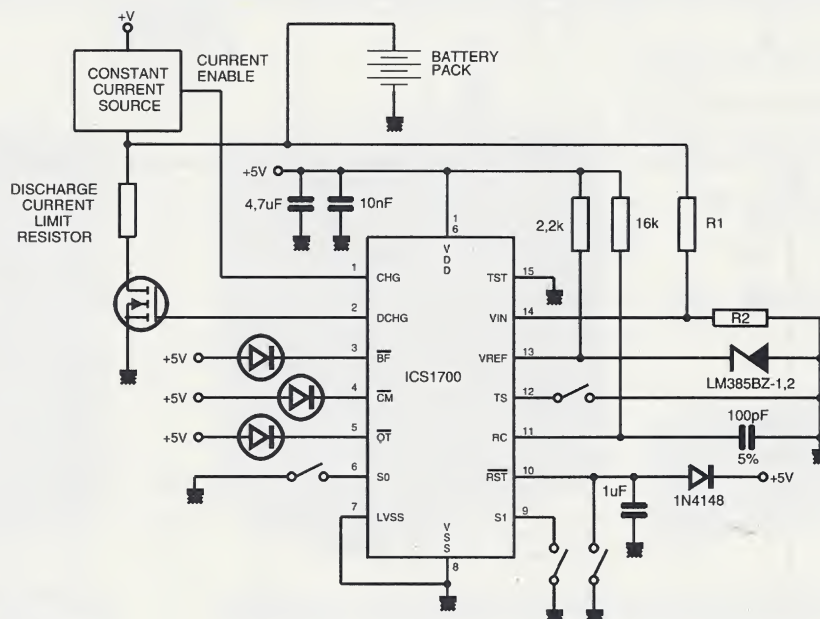 +V
CONSTANT
CURRENT
SOURCE
CURRENT
ENABLE
BATTERY
PACK
DISCHARGE
CURRENT
LIMIT
RESISTOR
+5V
4,7uF
10nF
2,2k
16k
R1
1
6
VDD
1
CHG
TST
15
2
DCHG
VIN
14
R2
+5V
3
BF
VREF
13
ICS1700
LM385BZ-1,2
+5V
4
CM
TS
12
+5V
5
QT
RC
11
100pF
5%
6
S0
RST
10
1uF
1N4148
+5V
7
LVSS
S1
9
VSS
8